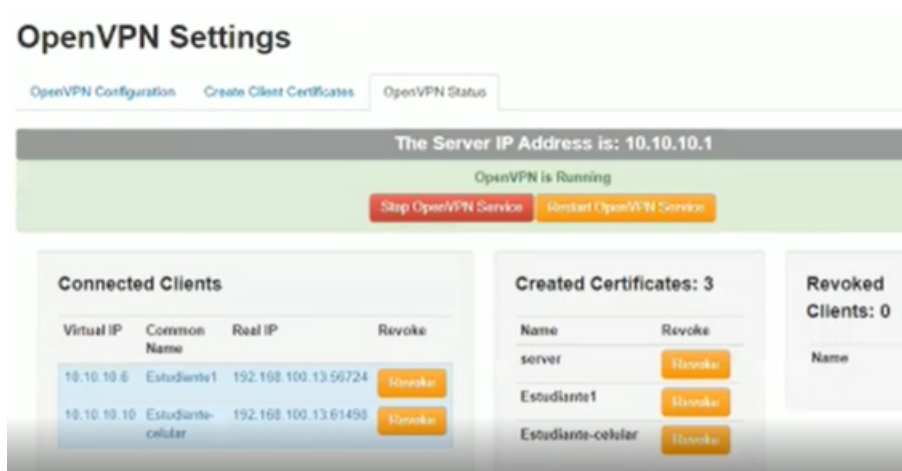 OpenVPN Settings
OpenVPN Configuration Create Client Certificates OpenVPN Status
The Server IP Address is: 10.10.10.1
OpenVPN is Running
Stop OpenVPN Service Restart OpenVPN Service
Connected Clients
Virtual IP Common Name Real IP Revoke
10.10.10.6 Estudiante1 192.168.100.13:56724 Revoke
10.10.10.10 Estudiante-celular 192.168.100.13:61498 Revoke
Created Certificates: 3
Name Revoke
server Revoke
Estudiante1 Revoke
Estudiante-celular Revoke
Revoked
Clients: 0
Name